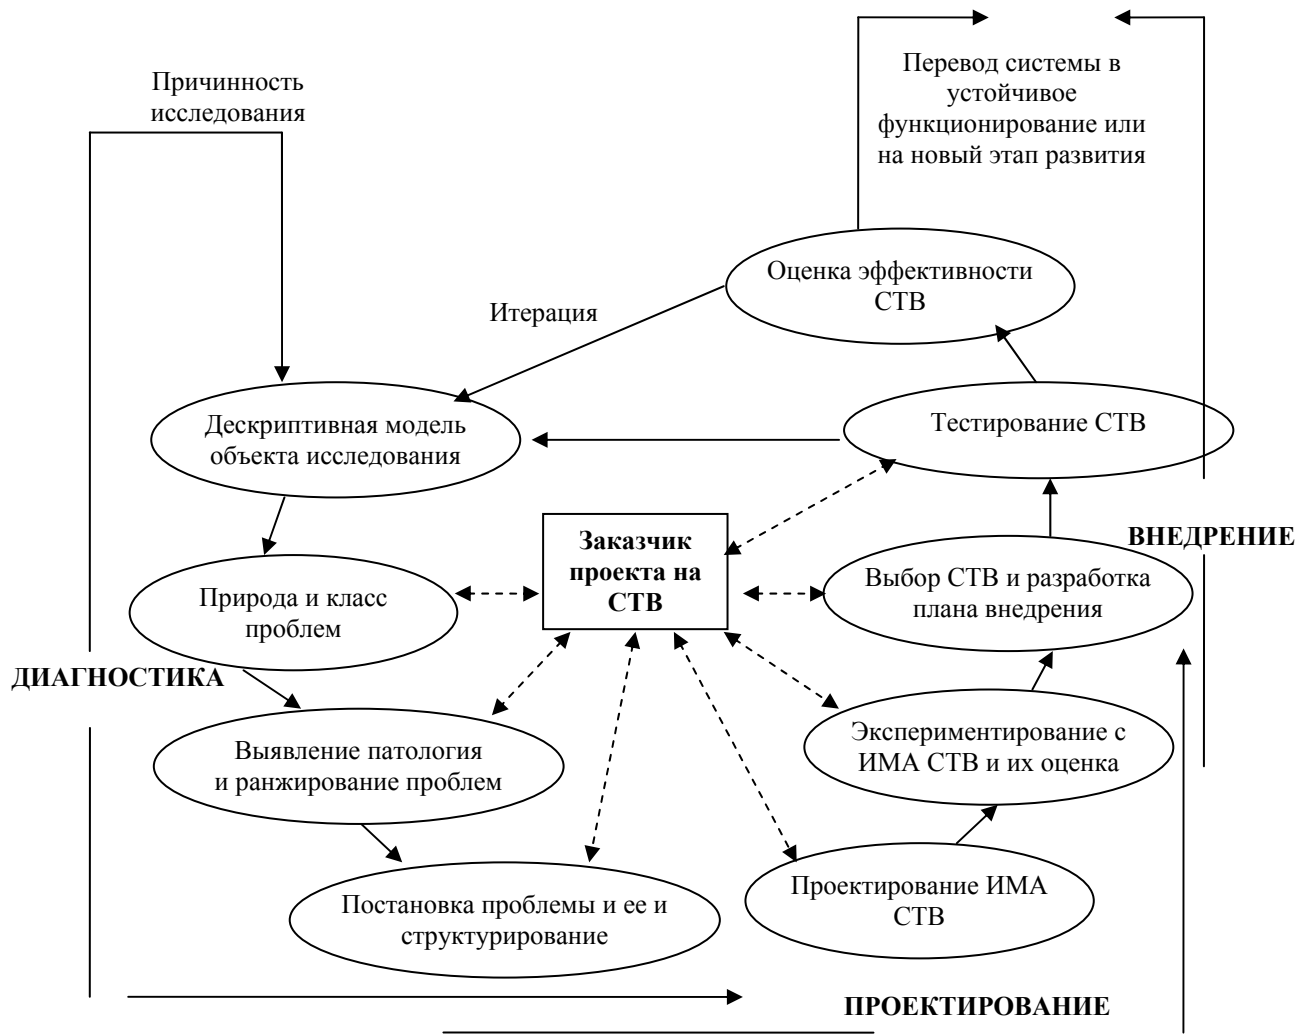 Причинность
исследования
Перевод системы в
устойчивое
функционирование или
на новый этап развития
Оценка эффективности
СТВ
Итерация
Дескриптивная модель
объекта исследования
Тестирование СТВ
Заказчик
проекта на
СТВ
ВНЕДРЕНИЕ
Природа и класс
проблем
Выбор СТВ и разработка
плана внедрения
ДИАГНОСТИКА
Выявление патология
и ранжирование проблем
Экспериментирование с
ИМА СТВ и их оценка
Постановка проблемы и ее и
структурирование
Проектирование ИМА
СТВ
ПРОЕКТИРОВАНИЕ